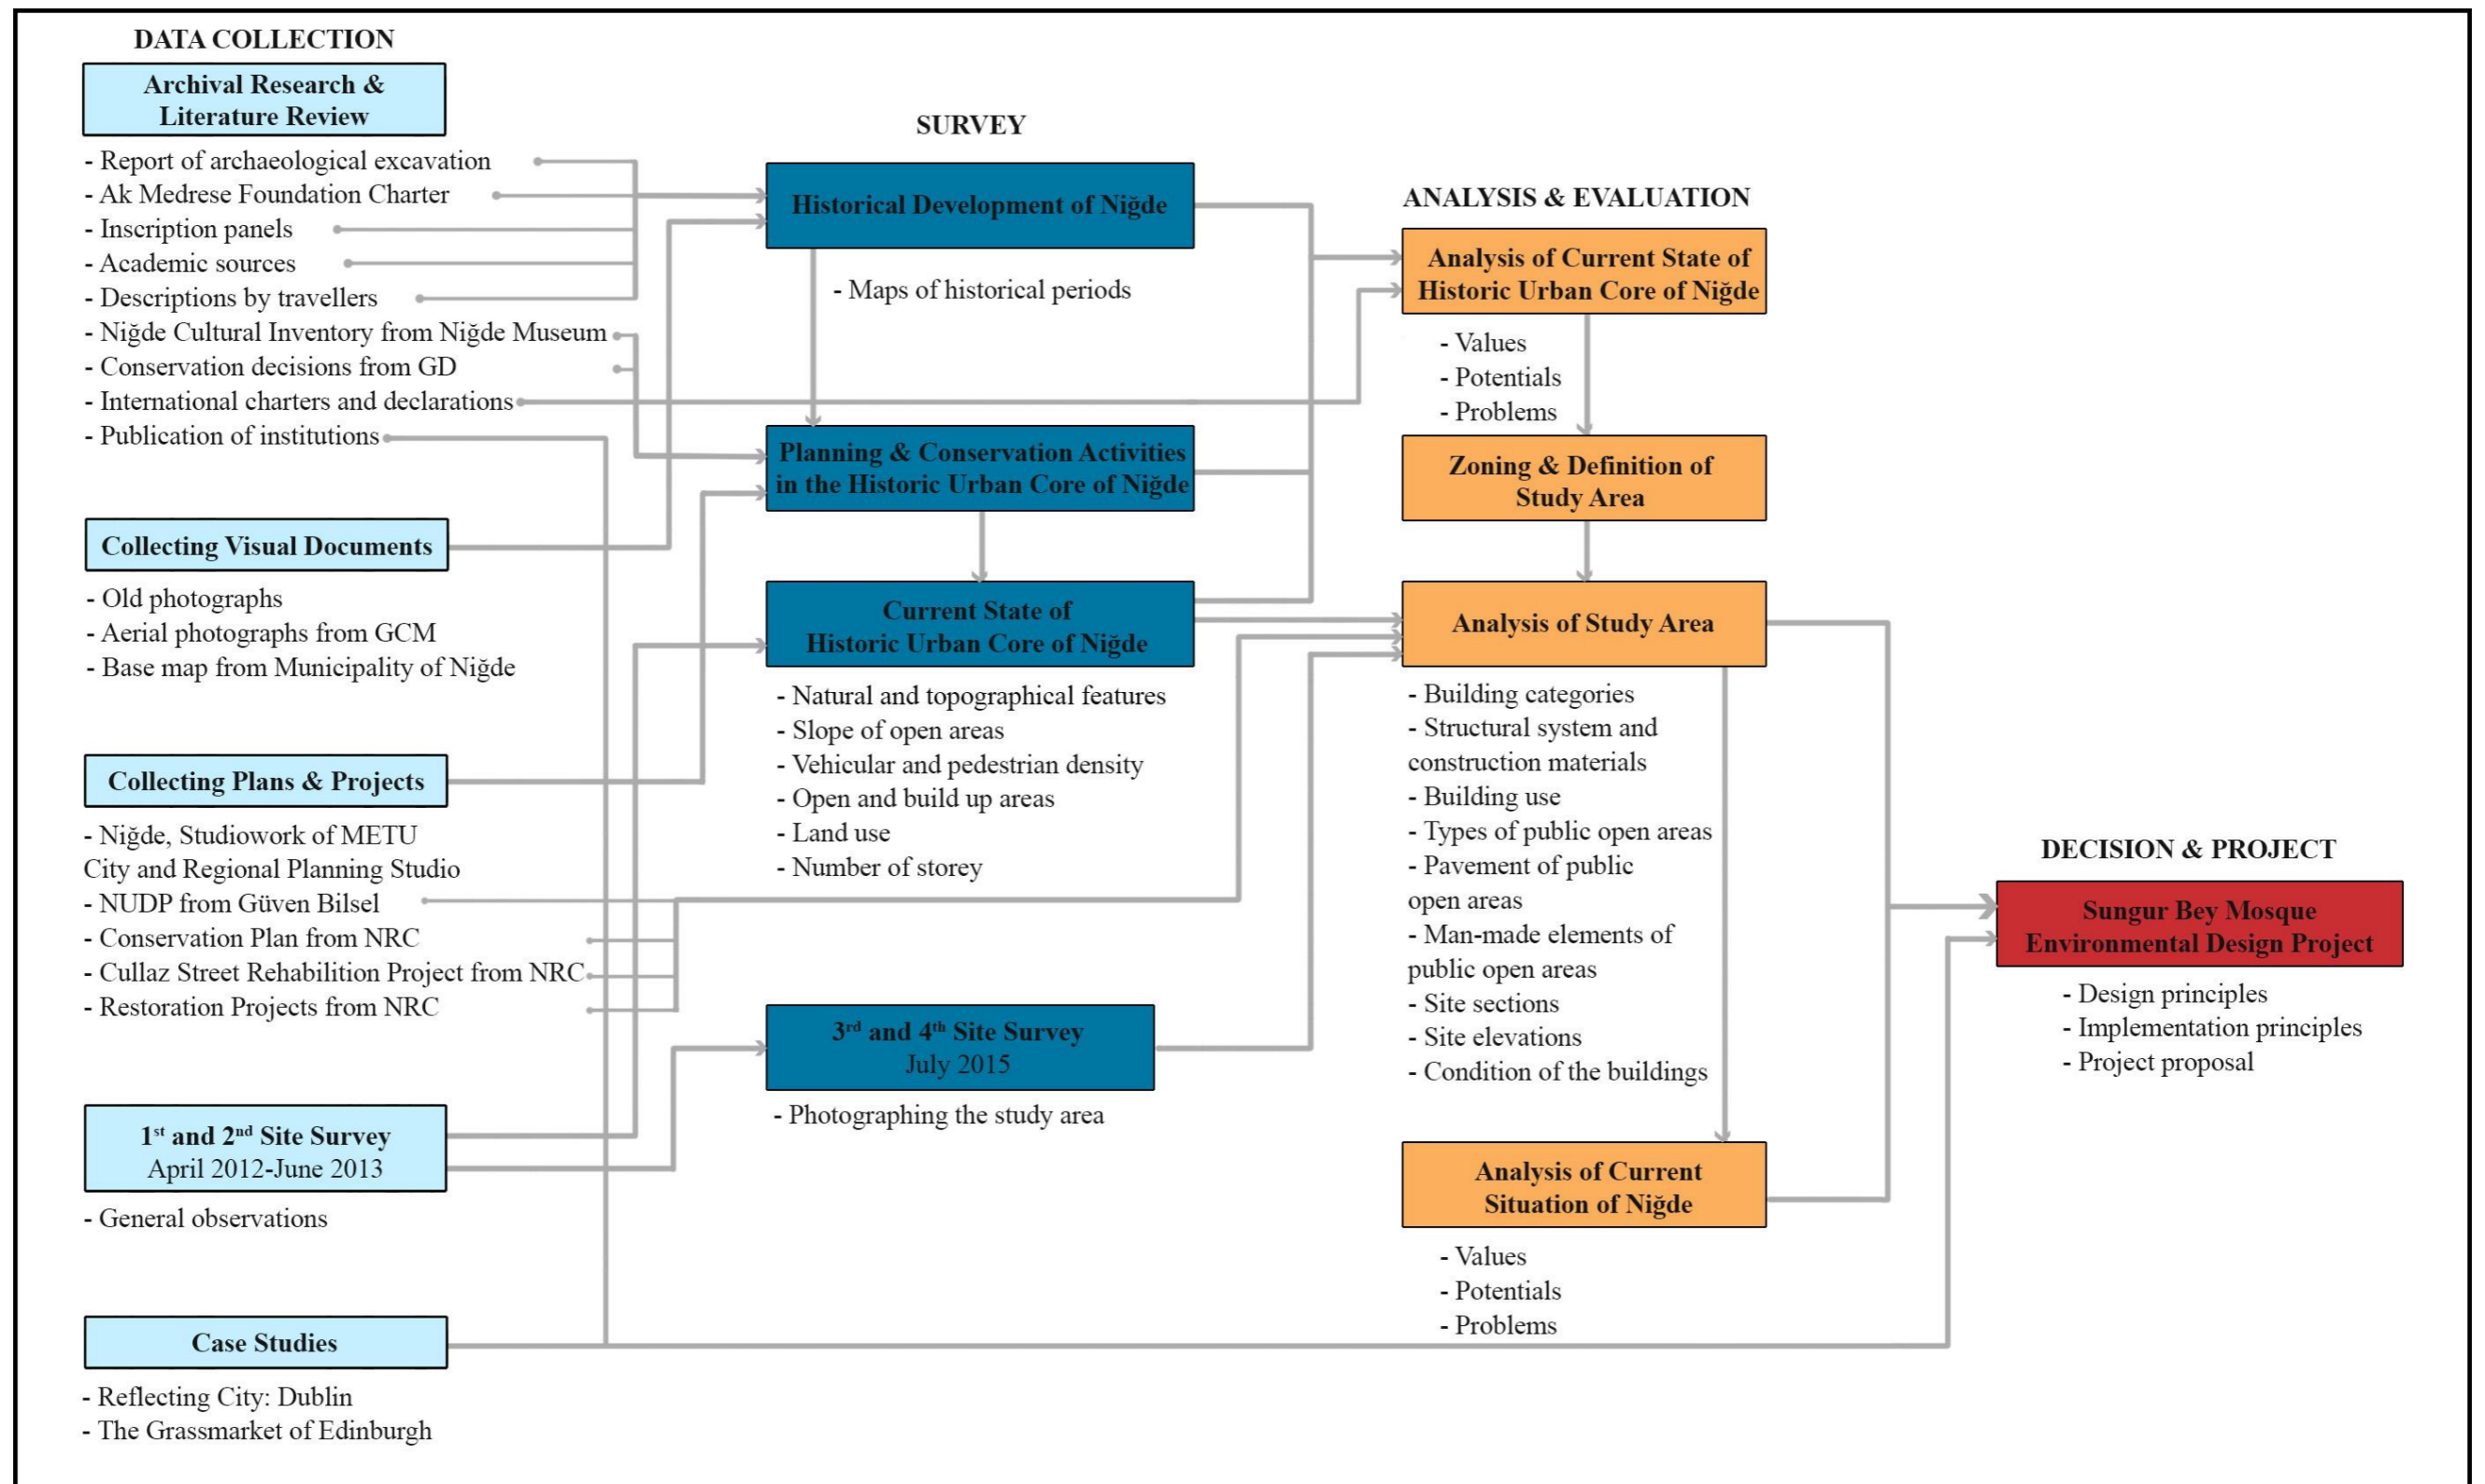 DATA COLLECTION
Archival Research &
Literature Review
- Report of archaeological excavation
- Ak Medrese Foundation Charter
- Inscription panels
- Academic sources
- Descriptions by travellers
- Niğde Cultural Inventory from Niğde Museum
- Conservation decisions from GD
- International charters and declarations
- Publication of institutions
Collecting Visual Documents
- Old photographs
- Aerial photographs from GCM
- Base map from Municipality of Niğde
Collecting Plans & Projects
- Niğde, Studiowork of METU
City and Regional Planning Studio
- NUDP from Güven Bilsel
- Conservation Plan from NRC
- Cullaz Street Rehabilition Project from NRC
- Restoration Projects from NRC
1st and 2nd Site Survey
April 2012-June 2013
- General observations
Case Studies
- Reflecting City: Dublin
- The Grassmarket of Edinburgh
SURVEY
Historical Development of Niğde
- Maps of historical periods
Planning & Conservation Activities
in the Historic Urban Core of Niğde
Current State of
Historic Urban Core of Niğde
- Natural and topographical features
- Slope of open areas
- Vehicular and pedestrian density
- Open and build up areas
- Land use
- Number of storey
3rd and 4th Site Survey
July 2015
- Photographing the study area
ANALYSIS & EVALUATION
Analysis of Current State of
Historic Urban Core of Niğde
- Values
- Potentials
- Problems
Zoning & Definition of
Study Area
Analysis of Study Area
- Building categories
- Structural system and
construction materials
- Building use
- Types of public open areas
- Pavement of public
open areas
- Man-made elements of
public open areas
- Site sections
- Site elevations
- Condition of the buildings
Analysis of Current
Situation of Niğde
- Values
- Potentials
- Problems
DECISION & PROJECT
Sungur Bey Mosque
Environmental Design Project
- Design principles
- Implementation principles
- Project proposal